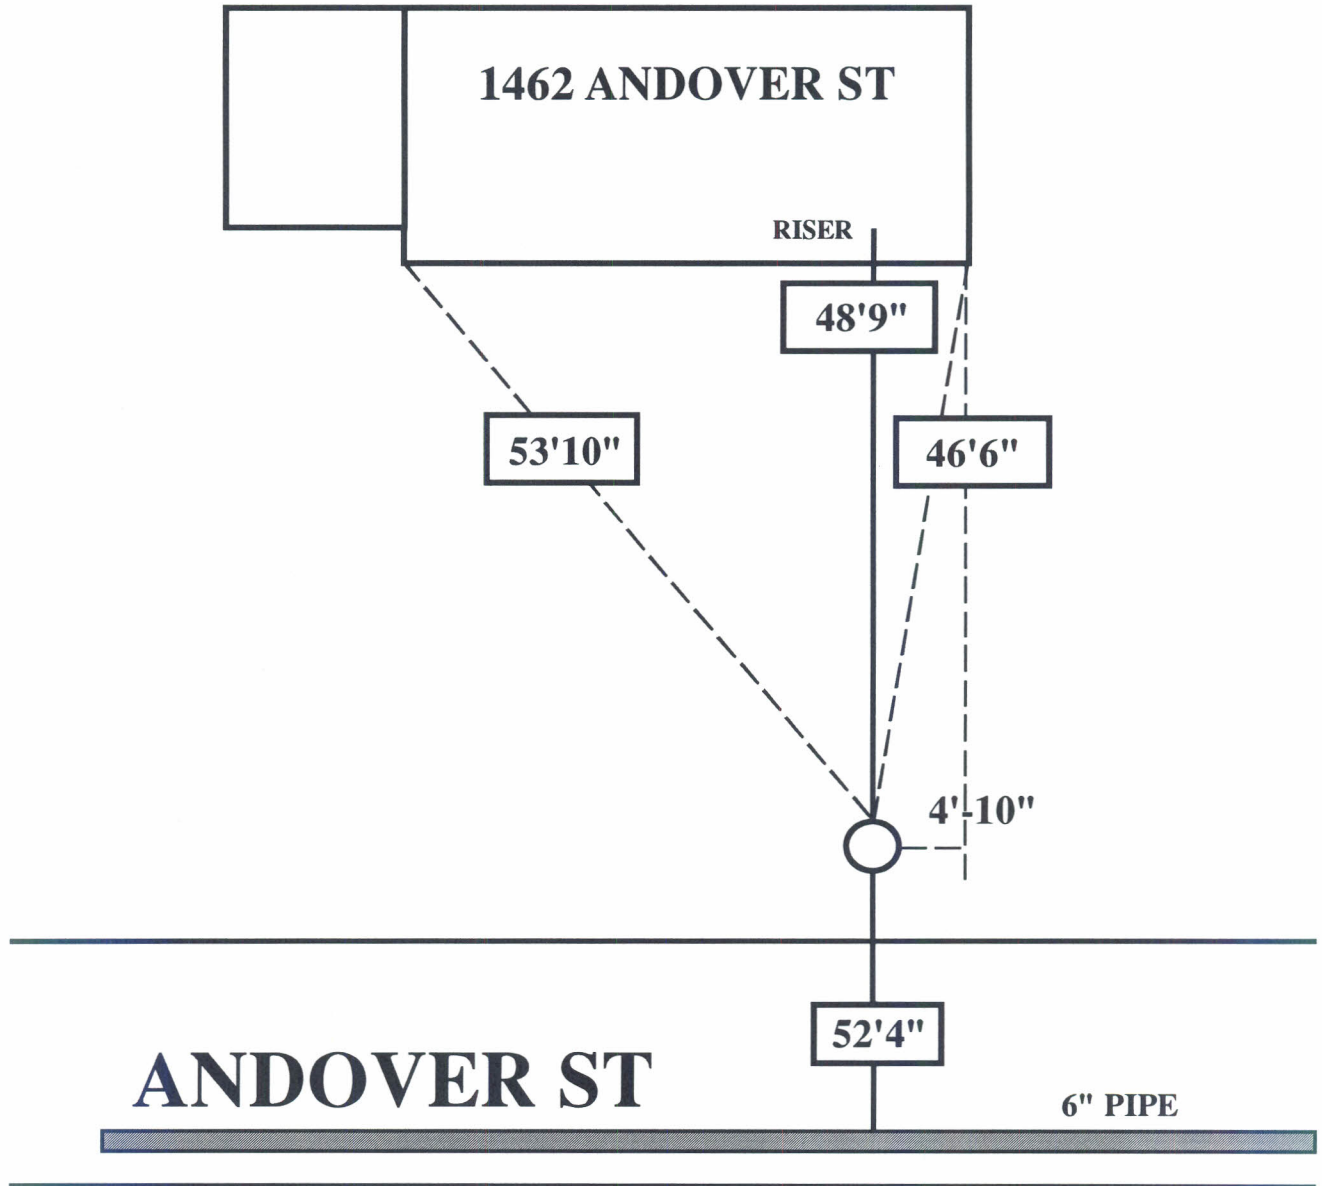 1462 ANDOVER ST
RISER
48'9"
53'10"
46'6"
4'-10"
52'4"
ANDOVER ST
6" PIPE